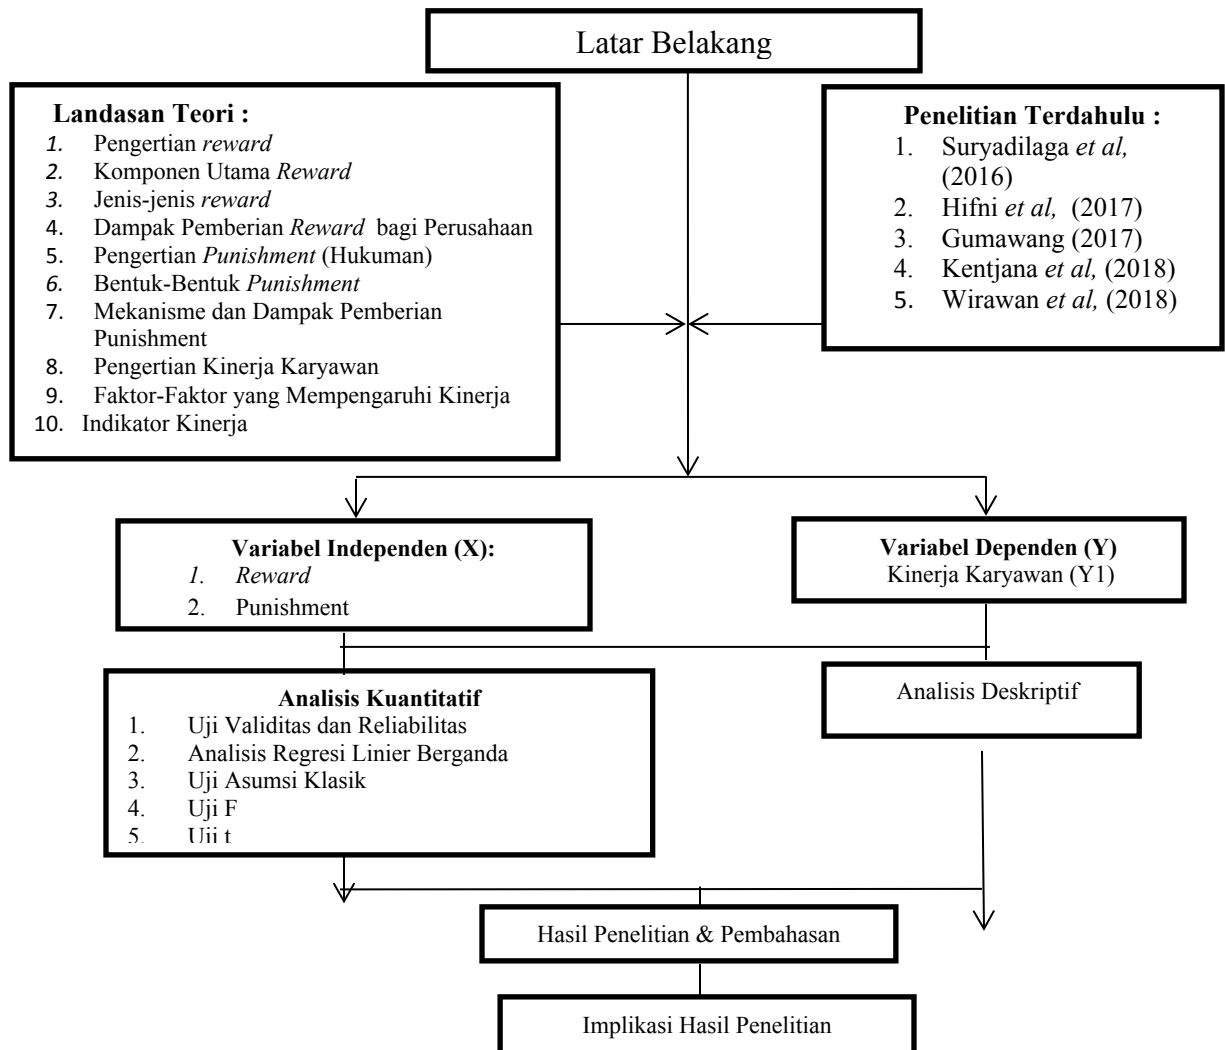 Latar Belakang
Landasan Teori :
1. Pengertian reward
2. Komponen Utama Reward
3. Jenis-jenis reward
4. Dampak Pemberian Reward bagi Perusahaan
5. Pengertian Punishment (Hukuman)
6. Bentuk-Bentuk Punishment
7. Mekanisme dan Dampak Pemberian
Punishment
8. Pengertian Kinerja Karyawan
9. Faktor-Faktor yang Mempengaruhi Kinerja
10. Indikator Kinerja
Penelitian Terdahulu :
1. Suryadilaga et al,
(2016)
2. Hifni et al, (2017)
3. Gumawang (2017)
4. Kentjana et al, (2018)
5. Wirawan et al, (2018)
Variabel Independen (X):
1. Reward
2. Punishment
Variabel Dependen (Y)
Kinerja Karyawan (Y1)
Analisis Kuantitatif
1. Uji Validitas dan Reliabilitas
2. Analisis Regresi Linier Berganda
3. Uji Asumsi Klasik
4. Uji F
5. Uji t
Analisis Deskriptif
Hasil Penelitian & Pembahasan
Implikasi Hasil Penelitian